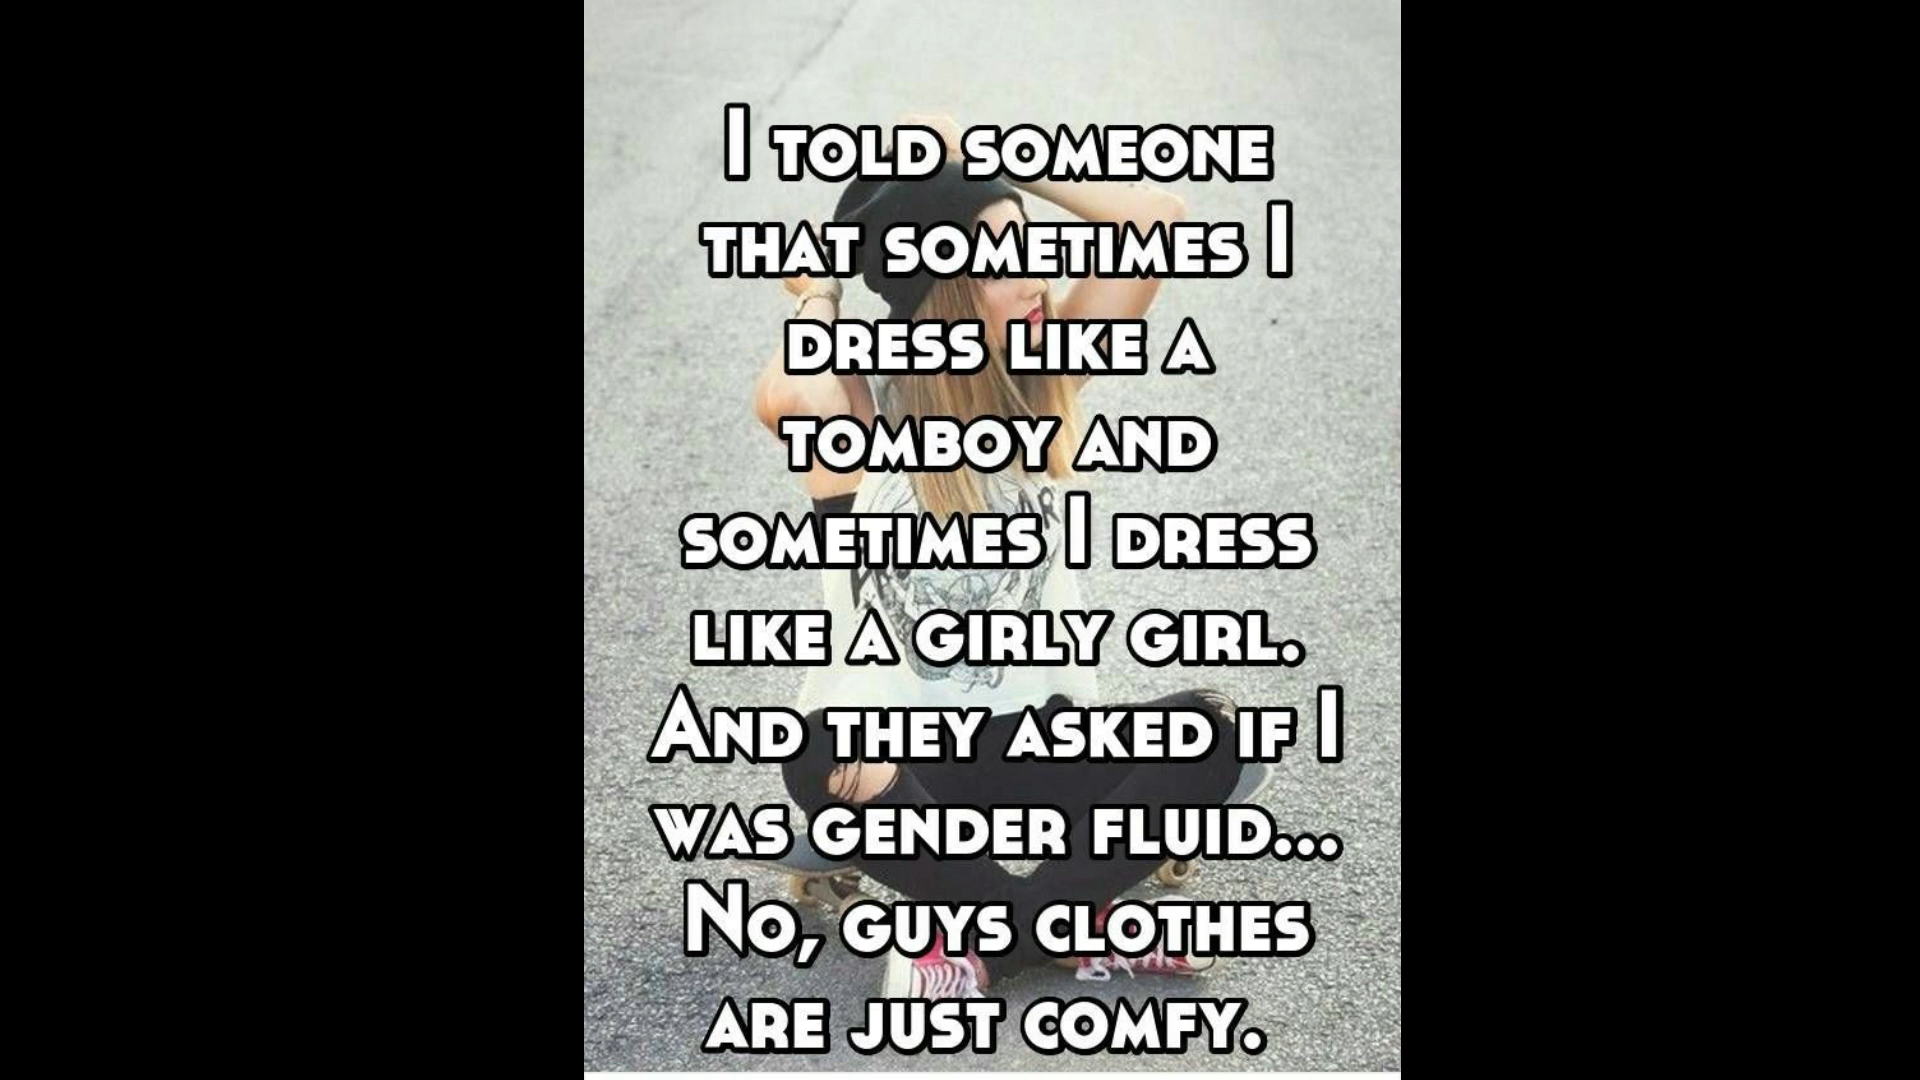 I told someone
that sometimes I
dress like a
tomboy and
sometimes I dress
like a girly girl.
And they asked if I
was gender fluid...
No, guys clothes
are just comfy.